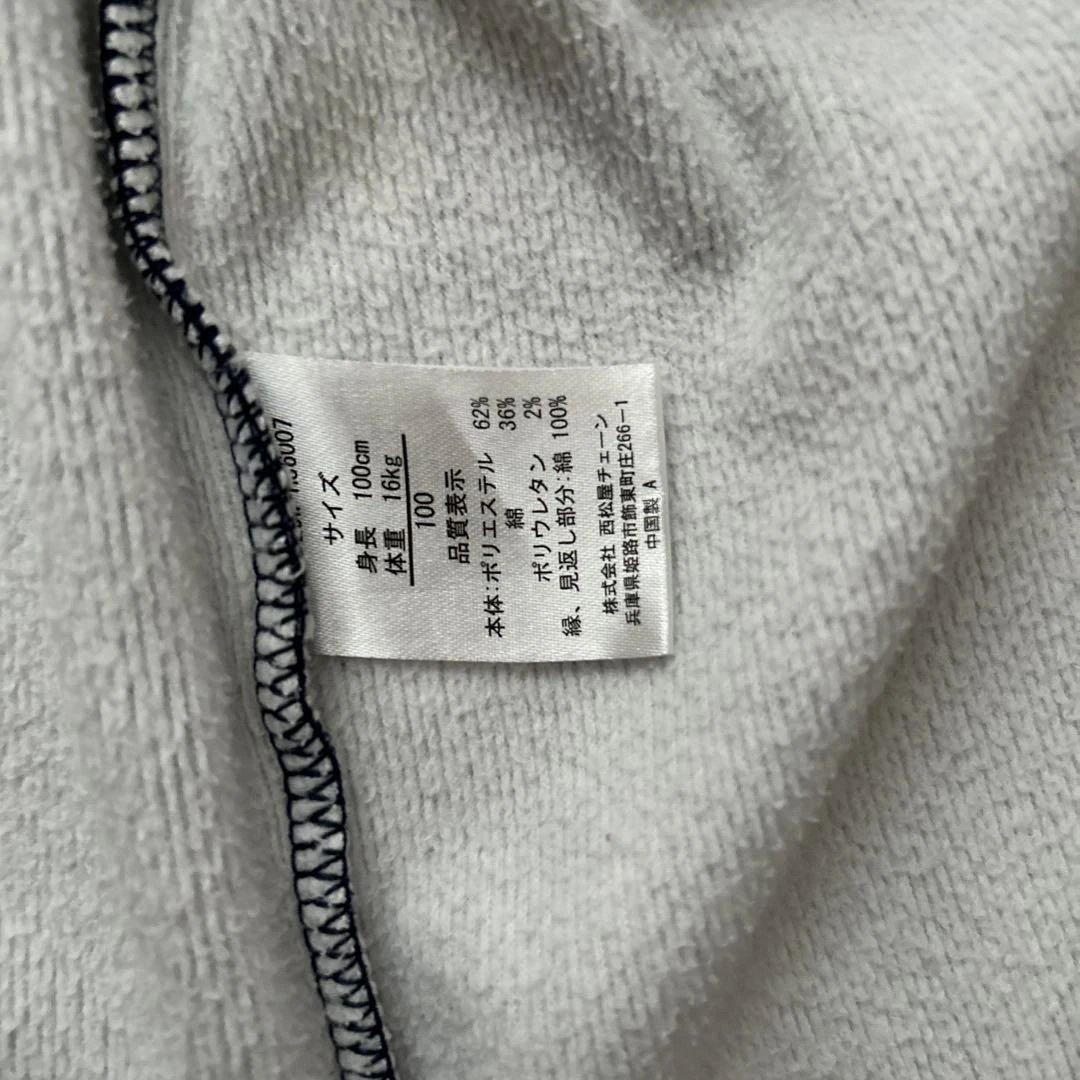 サイズ
身長 100cm
体重 16kg
100
品質表示
本体:ポリエステル 62%
綿 36%
ポリウレタン 2%
縁、見返し部分:綿 100%
株式会社 西松屋チェーン
兵庫県姫路市飾東町庄266-1
中国製 A